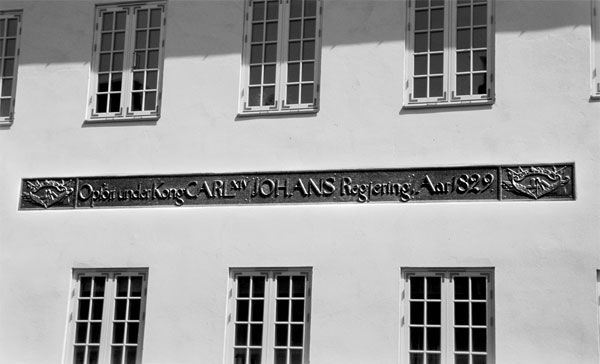 Opført under Kong CARL XIV JOHANS Regjering, Aar 1829.